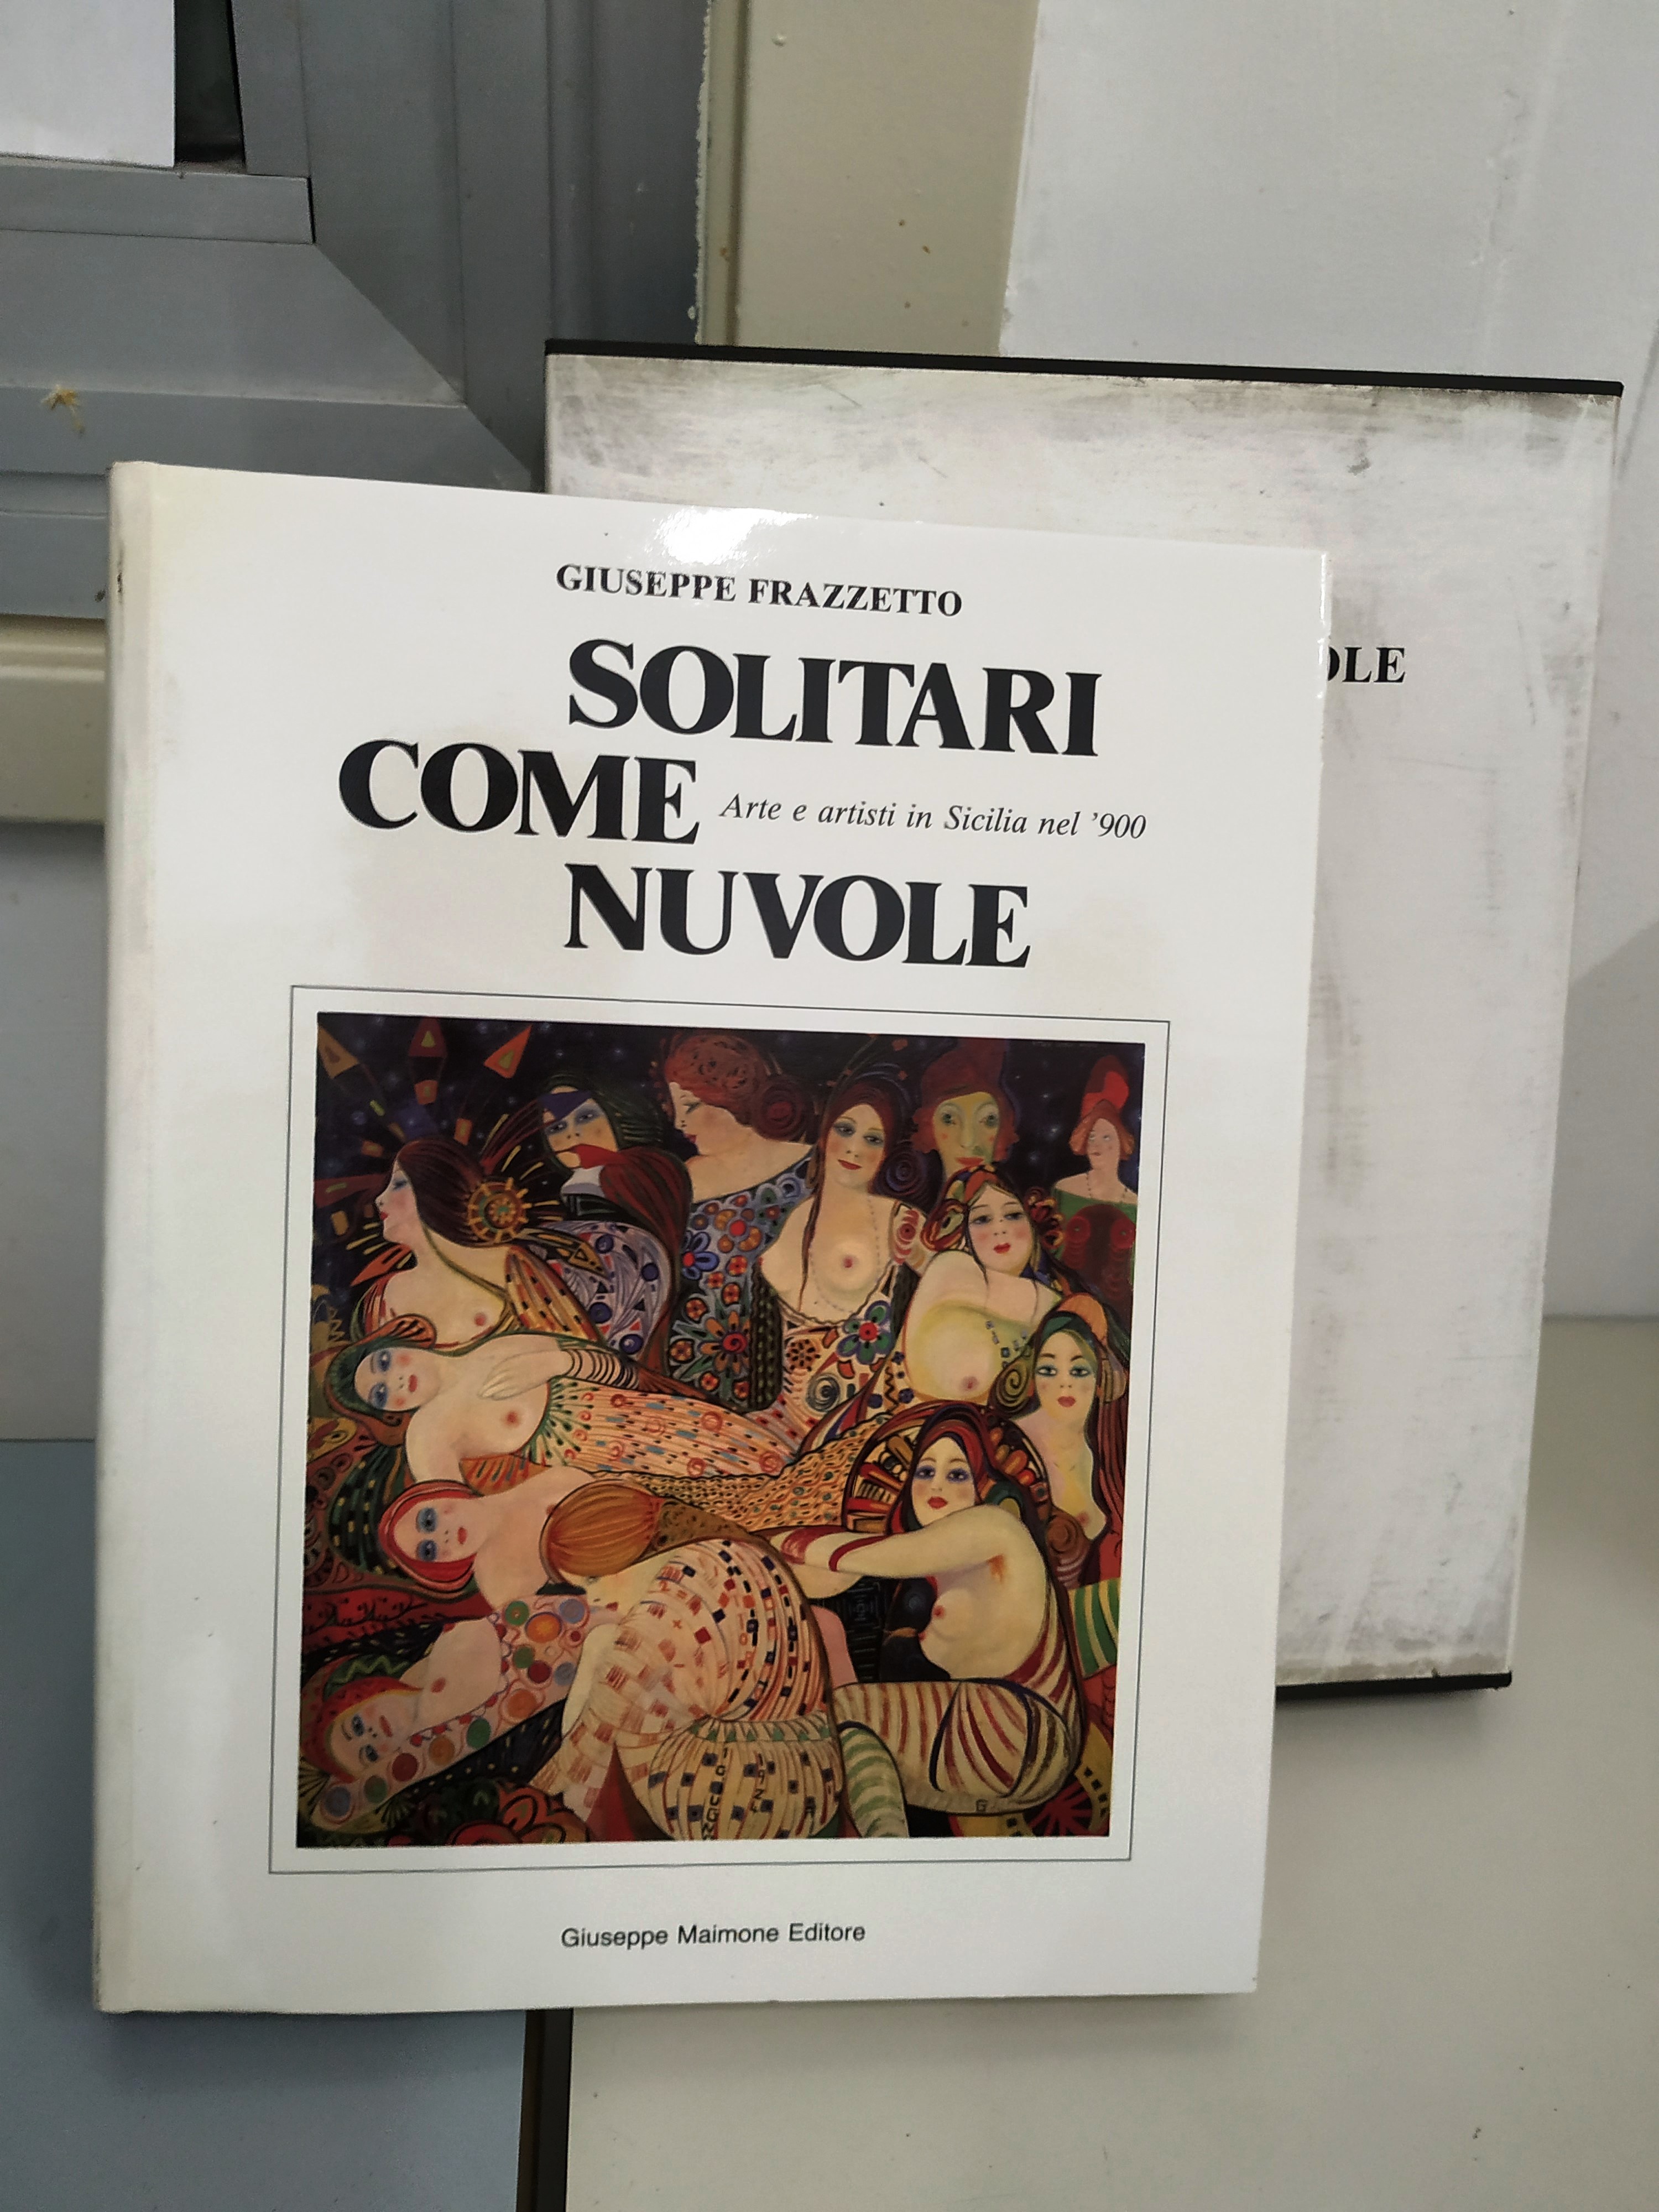 GIUSEPPE FRAZZETTO
SOLITARI
COME Arte e artisti in Sicilia nel '900
NUVOLE
Giuseppe Maimone Editore
OLE